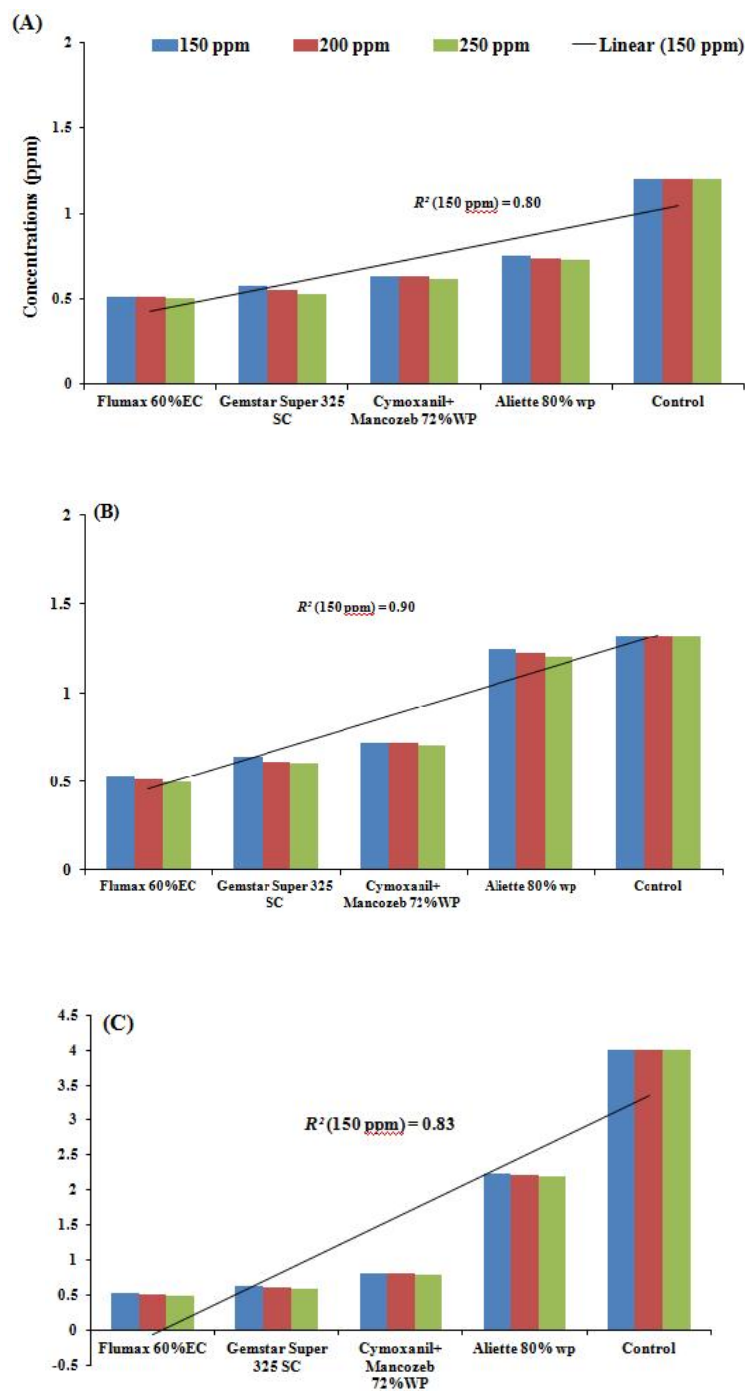 (A)
2
150 ppm 200 ppm 250 ppm Linear (150 ppm)
1.5
R² (150 ppm) = 0.80
1
0.5
0
Concentrations (ppm)
Flumax 60%EC Gemstar Super 325 SC Cymoxanil+ Mancozeb 72%WP Aliette 80% wp Control
(B)
2
1.5
R² (150 ppm) = 0.90
1
0.5
0
Flumax 60%EC Gemstar Super 325 SC Cymoxanil+ Mancozeb 72%WP Aliette 80% wp Control
(C)
4.5
4
3.5
3
R² (150 ppm) = 0.83
2.5
2
1.5
1
0.5
0
-0.5
Flumax 60%EC Gemstar Super 325 SC Cymoxanil+ Mancozeb 72%WP Aliette 80% wp Control